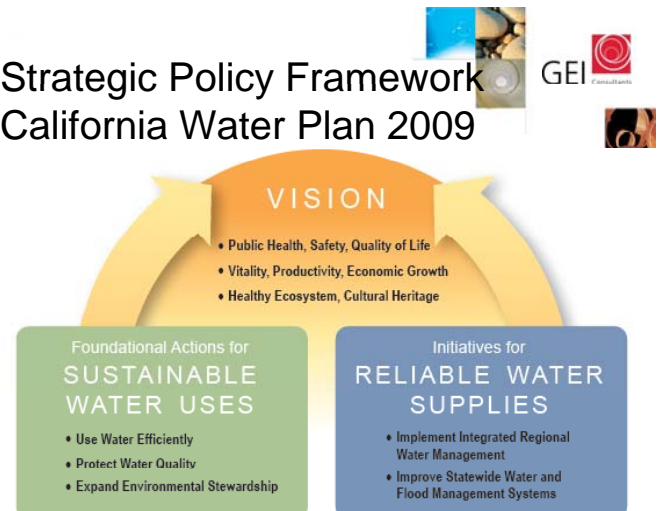 Strategic Policy Framework
California Water Plan 2009
GEI
Consultants
VISION
• Public Health, Safety, Quality of Life
• Vitality, Productivity, Economic Growth
• Healthy Ecosystem, Cultural Heritage
Foundational Actions for
SUSTAINABLE
WATER USES
• Use Water Efficiently
• Protect Water Quality
• Expand Environmental Stewardship
Initiatives for
RELIABLE WATER
SUPPLIES
• Implement Integrated Regional
Water Management
• Improve Statewide Water and
Flood Management Systems